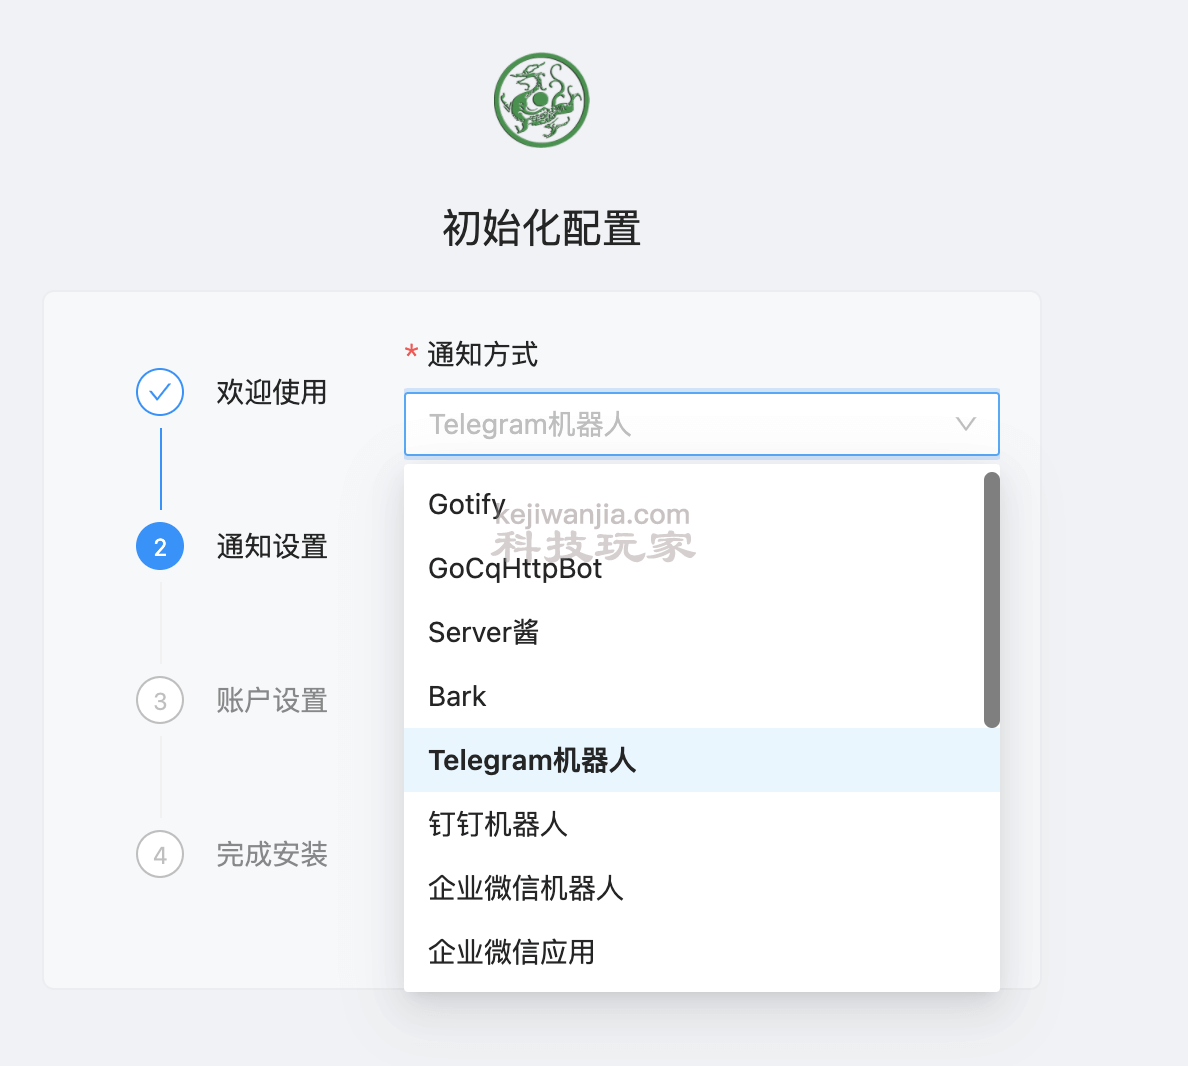 初始化配置
* 通知方式
欢迎使用
Telegram机器人
Gotify
kejiwanjia.com
科技玩家
2 通知设置
GoCqHttpBot
Server酱
Bark
3 账户设置
Telegram机器人
钉钉机器人
4 完成安装
企业微信机器人
企业微信应用